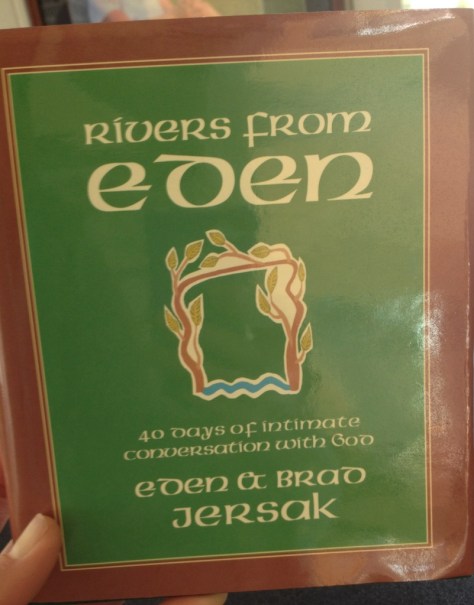 Rivers from
Eden
40 days of intimate
conversation with God
Eden & Brad
Jersak